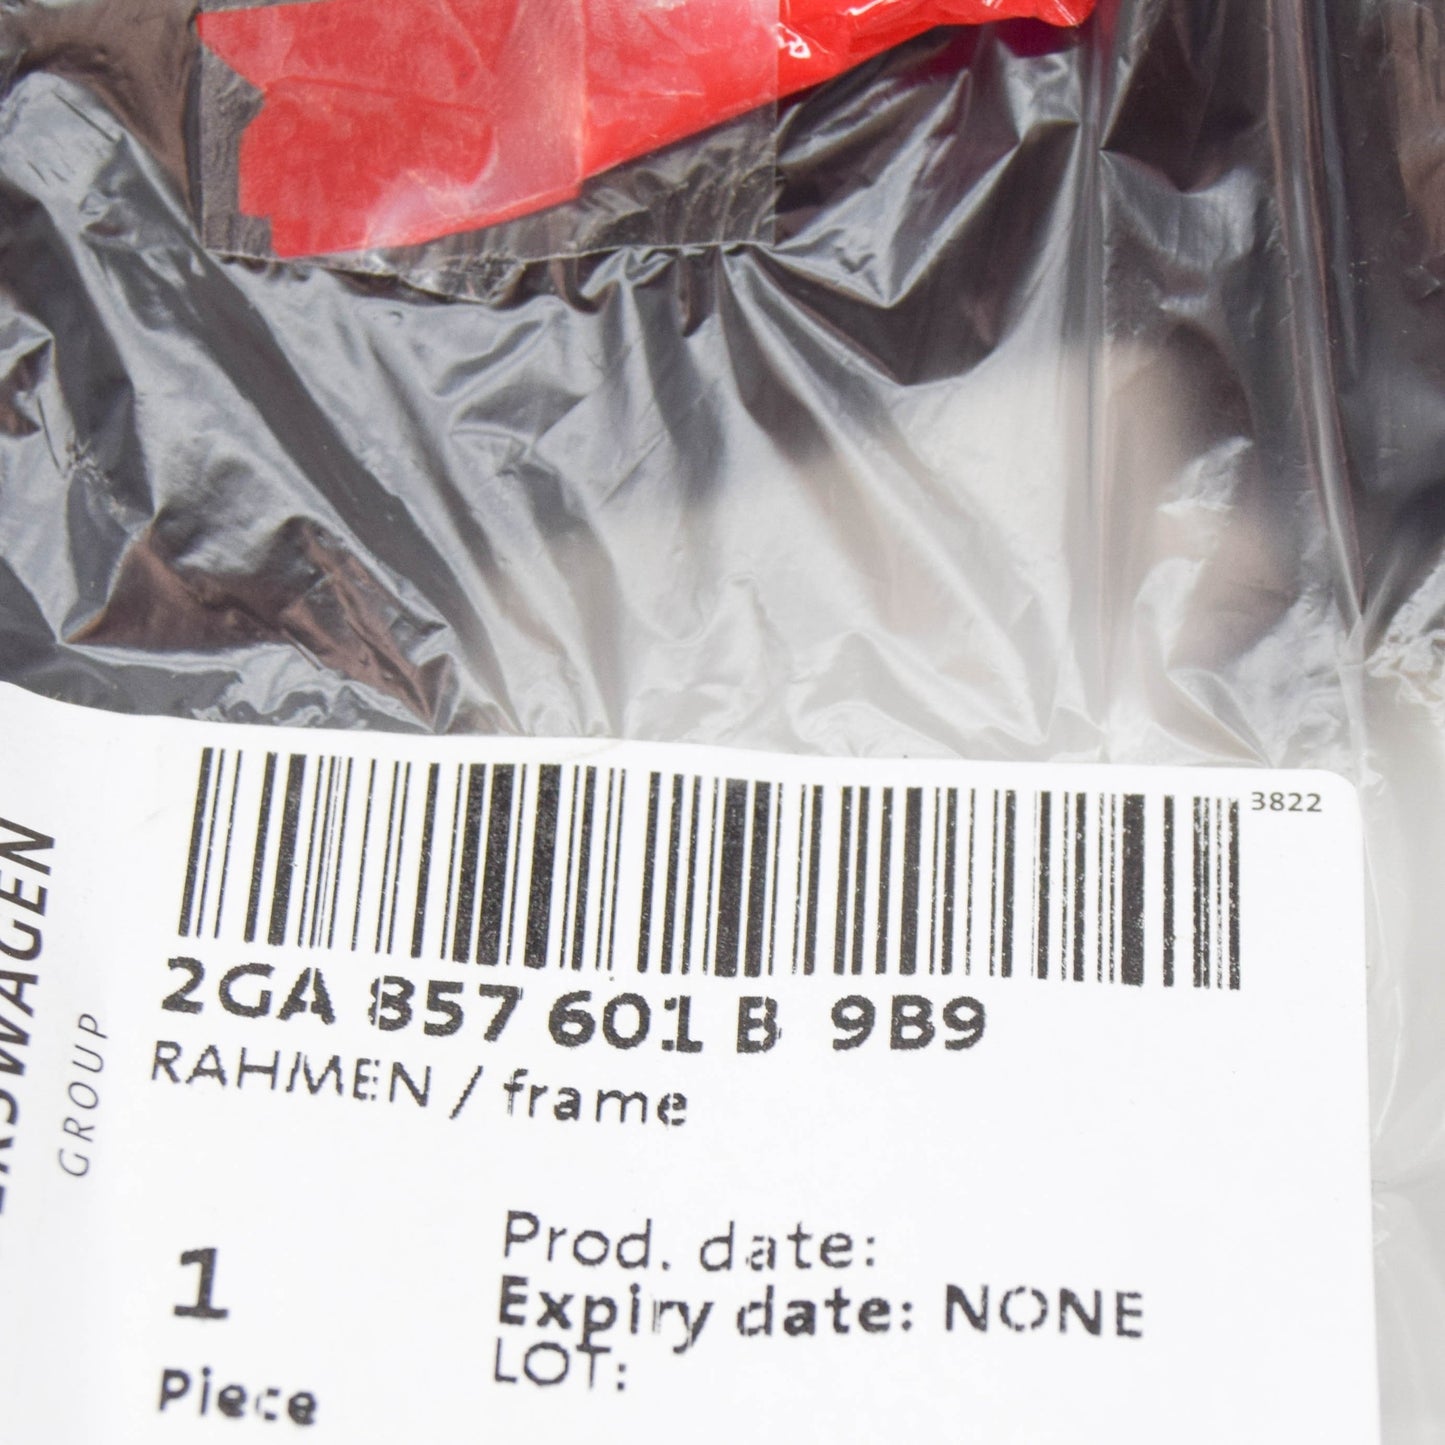 3822
2GA 857 601 B 9B9
RAHMEN / frame
1
Piece
Prod. date:
Expiry date: NONE
LOT:
GROUP